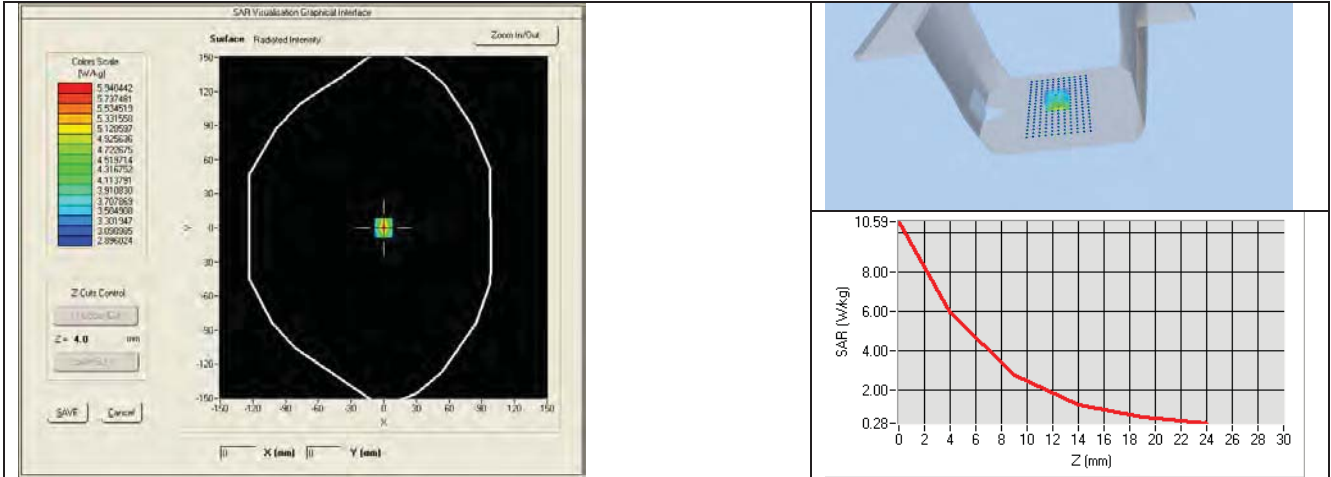 SAR Visualisation Graphical Interface
Surface Radiated Intensity
Zoom In/Out
Colors Scale
[W/kg]
5.940442
5.737481
5.534519
5.331558
5.128597
4.925636
4.722675
4.519714
4.316752
4.113791
3.910830
3.707869
3.504908
3.301947
3.098985
2.896024
150
120
90
60
30
0
-30
-60
-90
-120
-150
Y
-150 -120 -90 -60 -30 0 30 60 90 120 150
X
Z Cuts Control
Z = 4.0 mm
SAVE Cancel
0 X (mm) 0 Y (mm)
10.59
8.00
6.00
4.00
2.00
0.28
SAR (W/kg)
0 2 4 6 8 10 12 14 16 18 20 22 24 26 28 30
Z (mm)